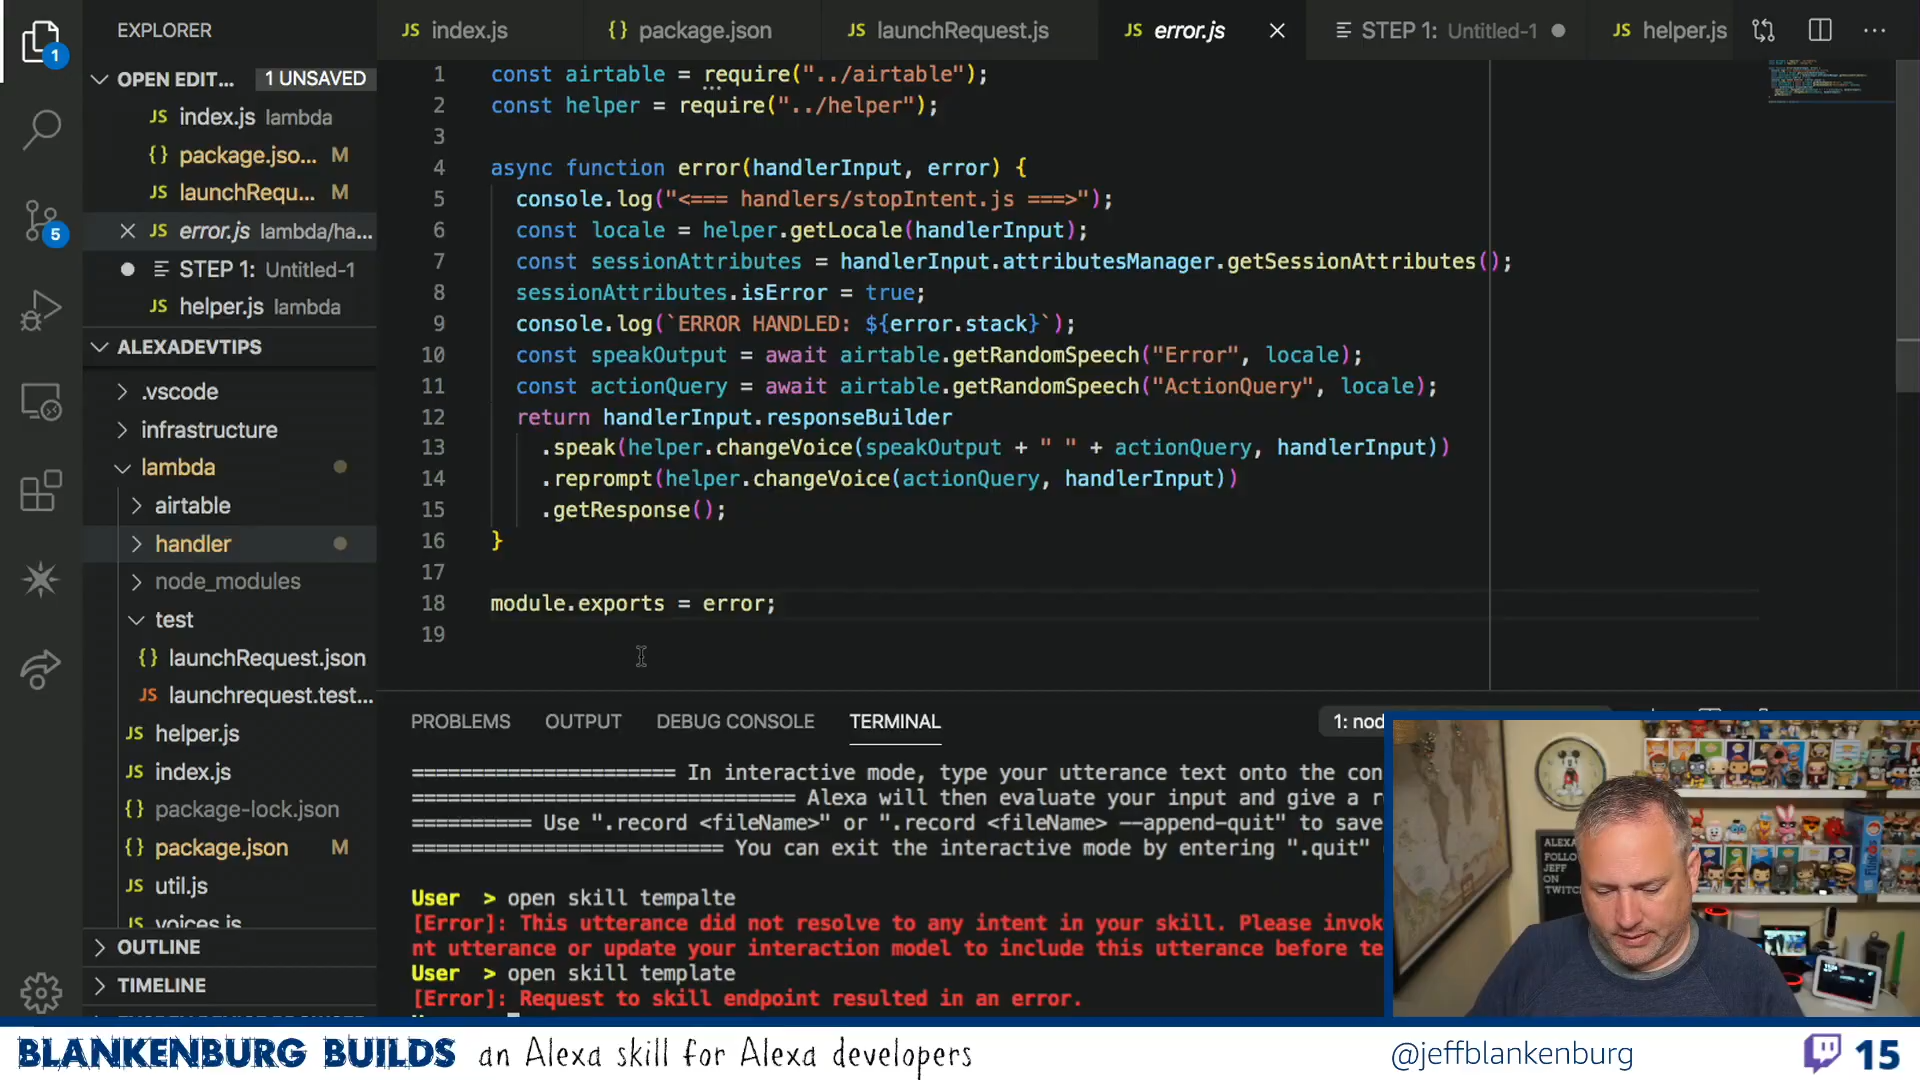 EXPLORER
index.js
package.json
launchRequest.js
error.js
STEP 1: Untitled-1
helper.js
OPEN EDIT... 1 UNSAVED
index.js lambda
package.jso... M
launchRequ... M
error.js lambda/ha...
STEP 1: Untitled-1
helper.js lambda
ALEXADEVTIPS
.vscode
infrastructure
lambda
airtable
handler
node_modules
test
launchRequest.json
launchrequest.test...
helper.js
index.js
package-lock.json
package.json M
util.js
voices.js
OUTLINE
TIMELINE
1
5
1 const airtable = require("../airtable");
2 const helper = require("../helper");
3
4 async function error(handlerInput, error) {
5 console.log("<=== handlers/stopIntent.js ===>");
6 const locale = helper.getLocale(handlerInput);
7 const sessionAttributes = handlerInput.attributesManager.getSessionAttributes();
8 sessionAttributes.isError = true;
9 console.log(`ERROR HANDLED: ${error.stack}`);
10 const speakOutput = await airtable.getRandomSpeech("Error", locale);
11 const actionQuery = await airtable.getRandomSpeech("ActionQuery", locale);
12 return handlerInput.responseBuilder
13 .speak(helper.changeVoice(speakOutput + " " + actionQuery, handlerInput))
14 .reprompt(helper.changeVoice(actionQuery, handlerInput))
15 .getResponse();
16 }
17
18 module.exports = error;
19
PROBLEMS OUTPUT DEBUG CONSOLE TERMINAL 1: nod
====================== In interactive mode, type your utterance text onto the con
================================ Alexa will then evaluate your input and give a r
========== Use ".record <fileName>" or ".record <fileName> --append-quit" to save
========================== You can exit the interactive mode by entering ".quit"
User > open skill tempalte
[Error]: This utterance did not resolve to any intent in your skill. Please invok
nt utterance or update your interaction model to include this utterance before te
User > open skill template
[Error]: Request to skill endpoint resulted in an error.
ALEXA
FOLLO
JEFF
ON
TWITC
BLANKENBURG BUILDS an Alexa skill for Alexa developers @jeffblankenburg 15